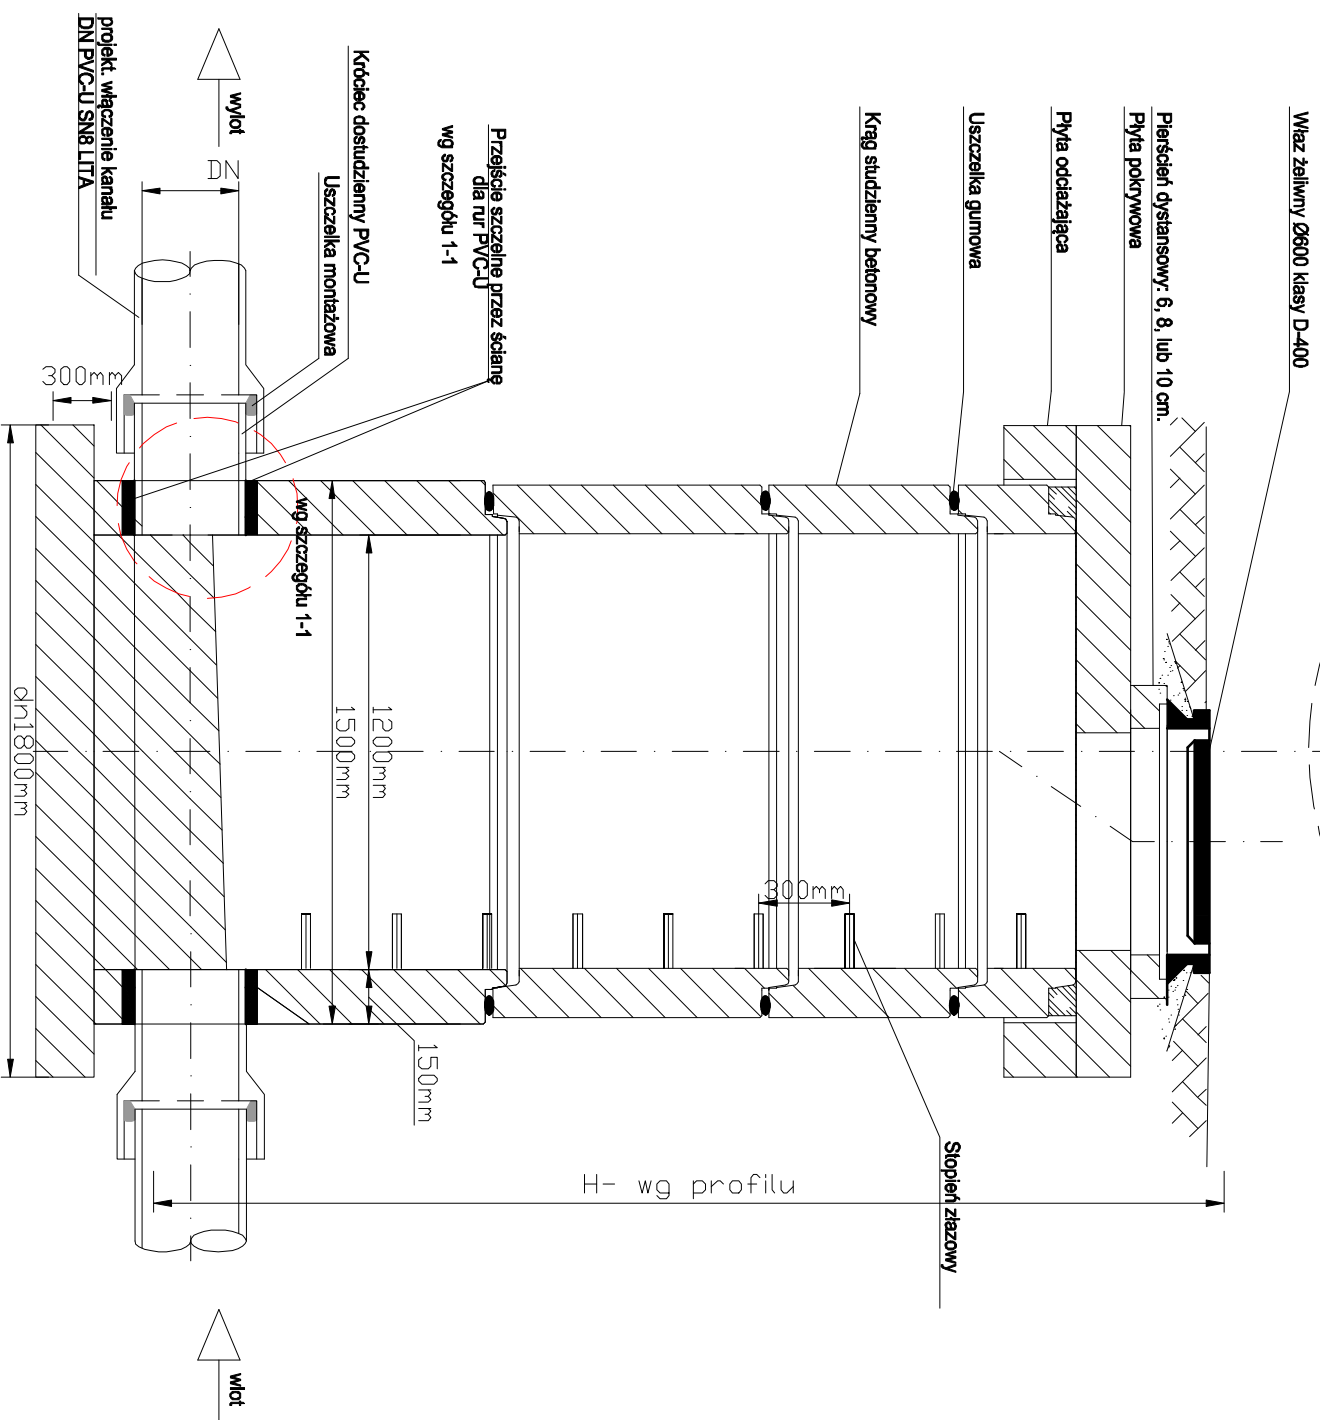 Właz żeliwny Ø600 klasy D-400
Pierścień dystansowy: 6, 8, lub 10 cm.
Płyta pokrywowa
Płyta odciażająca
Uszczelka gumowa
Krąg studzienny betonowy
Przejście szczelne przez ścianę
dla rur PVC-U
wg szczegółu 1-1
Króciec dostudzienny PVC-U
Uszczelka montażowa
wylot
DN
projekt. włączenie kanału
DN PVC-U SN8 LITA
300mm
wg szczegółu 1-1
1200mm
1500mm
dn1800mm
300mm
150mm
Stopień złazowy
H- wg profilu
wlot